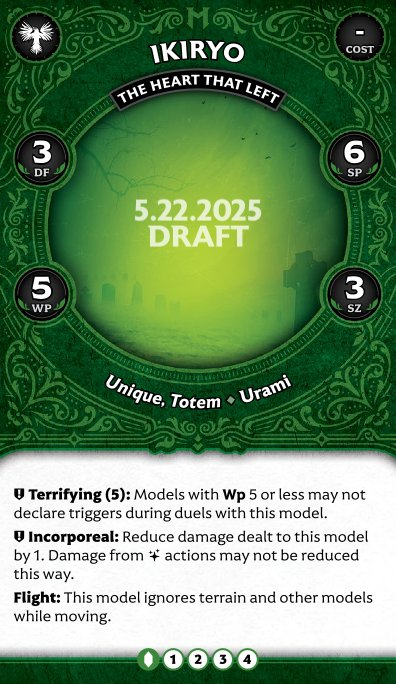 IKIRYO
-
COST
THE HEART THAT LEFT
3
DF
6
SP
5.22.2025
DRAFT
5
WP
3
SZ
Unique, Totem ◆ Urami
Terrifying (5): Models with Wp 5 or less may not
declare triggers during duels with this model.
Incorporeal: Reduce damage dealt to this model
by 1. Damage from actions may not be reduced
this way.
Flight: This model ignores terrain and other models
while moving.
1 2 3 4